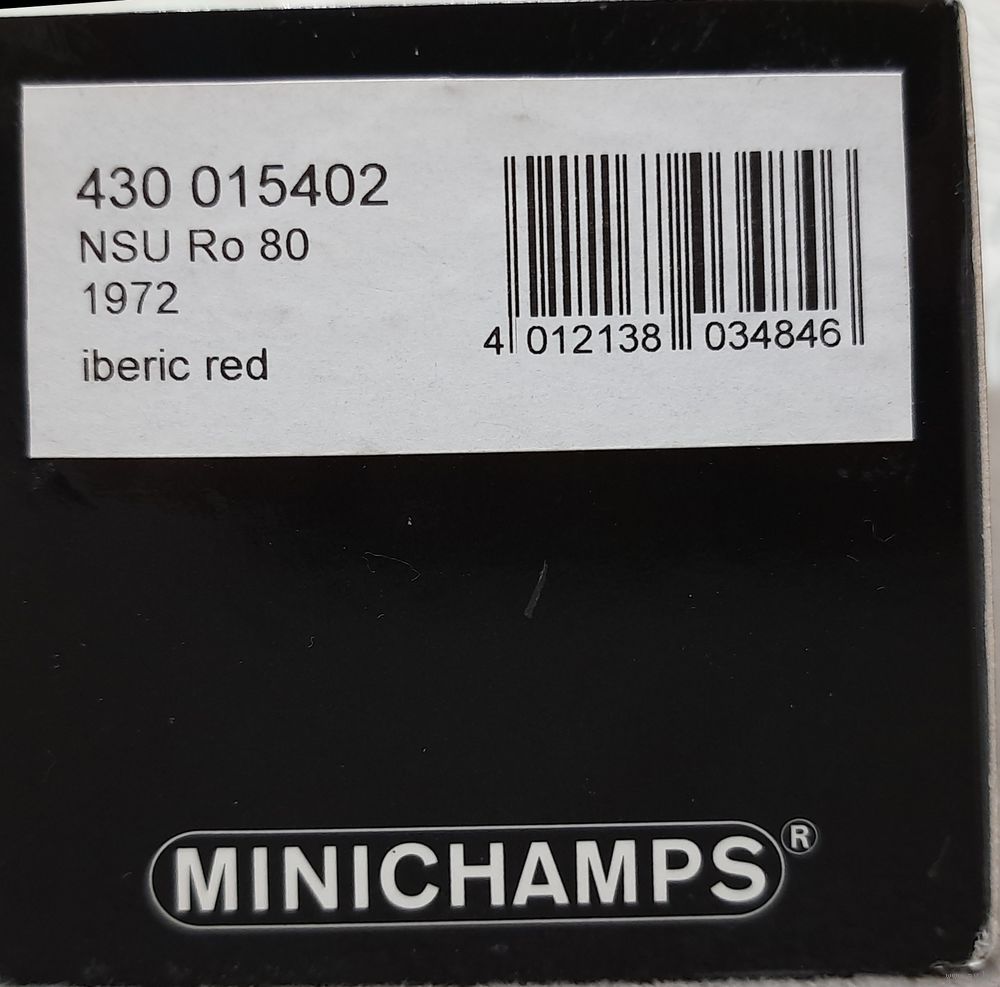 430 015402
NSU Ro 80
1972
iberic red
4 012138 034846
MINICHAMPS®